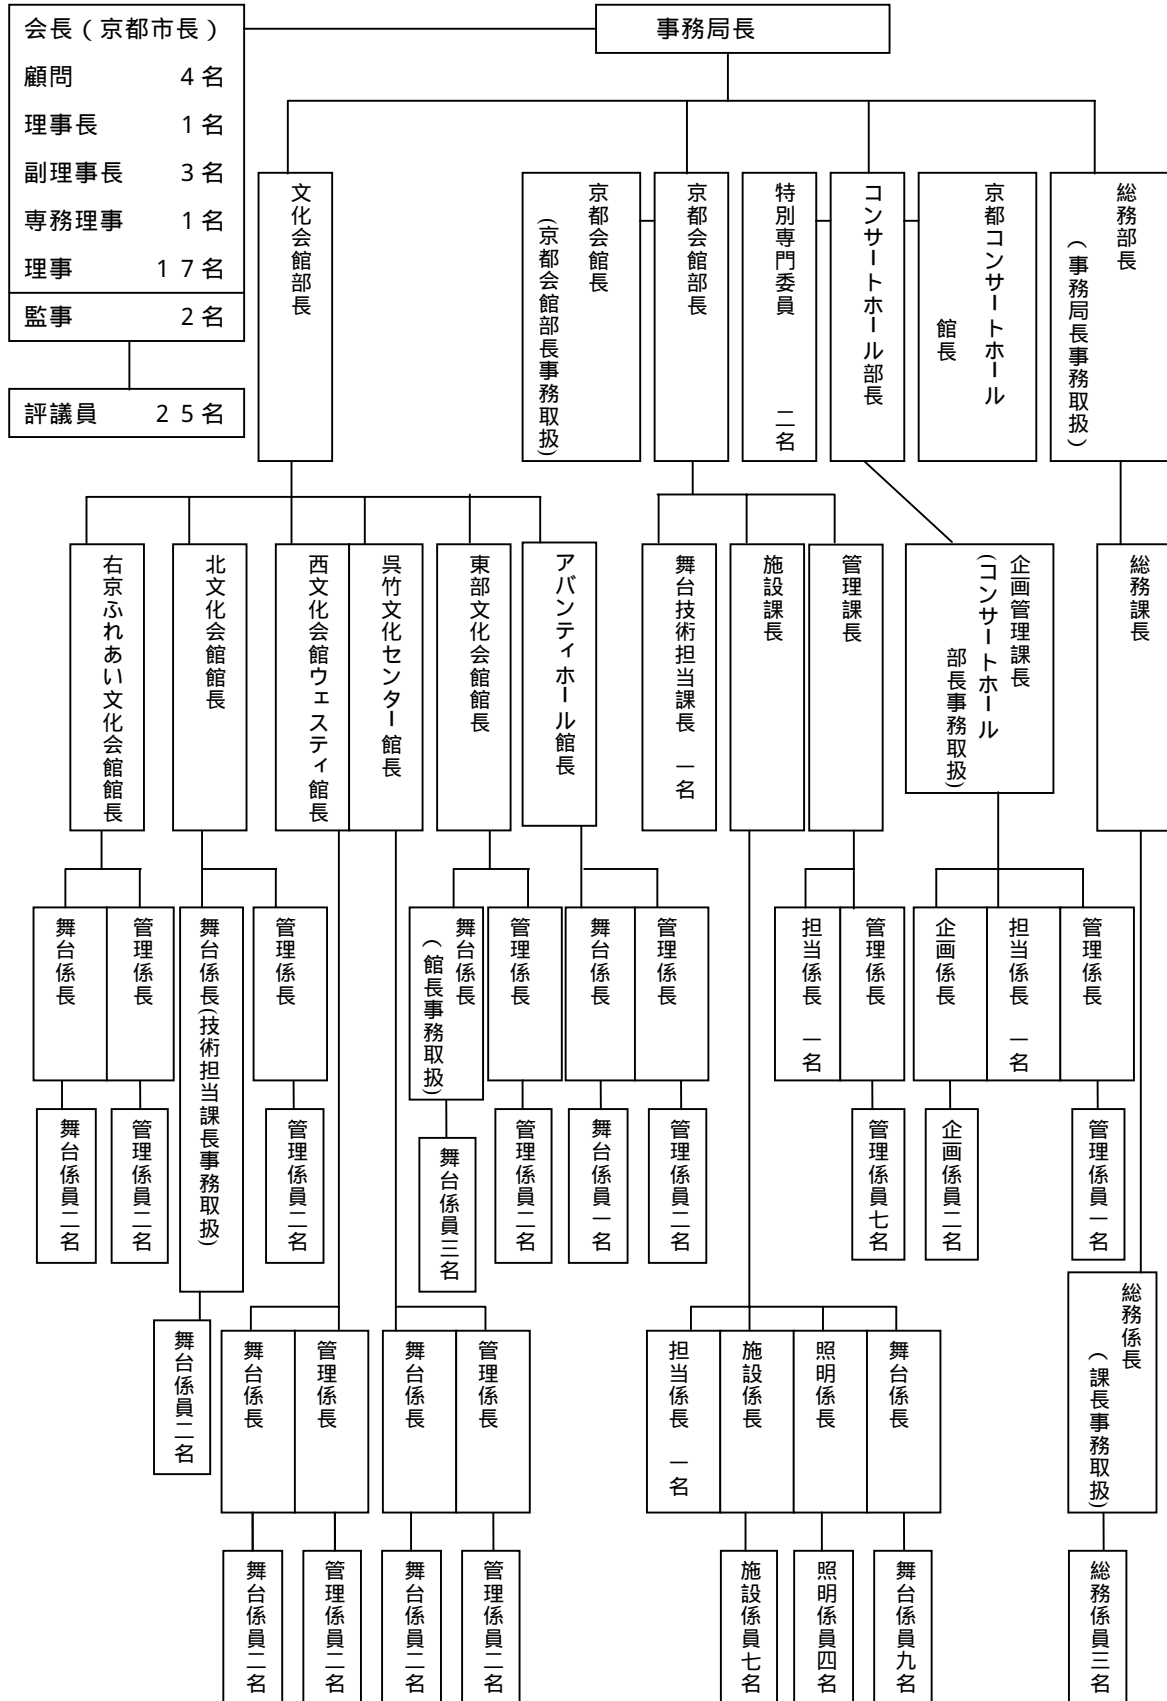 会長（京都市長）
顧問 4名
理事長 1名
副理事長 3名
専務理事 1名
理事 17名
監事 2名
評議員 25名
事務局長
総務部長
（事務局長事務取扱）
京都コンサートホール
館長
コンサートホール部長
特別専門委員 二名
京都会館部長
京都会館長
(京都会館部長事務取扱)
文化会館部長
総務課長
企画管理課長
(コンサートホール
部長事務取扱)
管理課長
施設課長
舞台技術担当課長 一名
アバンティホール館長
東部文化会館館長
呉竹文化センター館長
西文化会館ウェスティ館長
北文化会館館長
右京ふれあい文化会館館長
管理係長
担当係長 一名
企画係長
管理係長
担当係長 一名
管理係長
舞台係長
管理係長
舞台係長
（館長事務取扱)
管理係長
舞台係長(技術担当課長事務取扱)
管理係長
舞台係長
管理係員一名
企画係員二名
管理係員七名
管理係員二名
舞台係員一名
管理係員二名
舞台係員三名
管理係員二名
管理係員二名
舞台係員二名
総務係長
（課長事務取扱)
舞台係長
照明係長
施設係長
担当係長 一名
管理係長
舞台係長
管理係長
舞台係長
舞台係員二名
総務係員三名
舞台係員九名
照明係員四名
施設係員七名
管理係員二名
舞台係員二名
管理係員二名
舞台係員二名